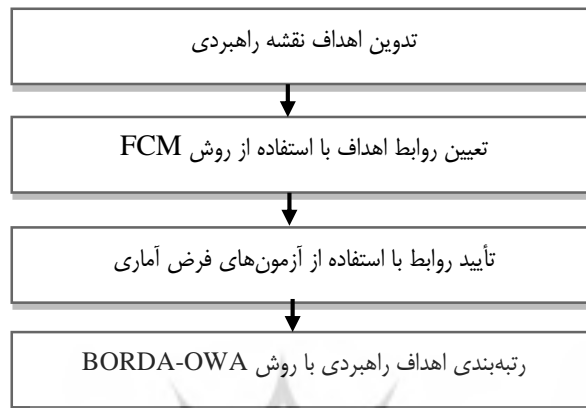 تدوین اهداف نقشه راهبردی
تعیین روابط اهداف با استفاده از روش FCM
تأیید روابط با استفاده از آزمون‌های فرض آماری
رتبه‌بندی اهداف راهبردی با روش BORDA-OWA